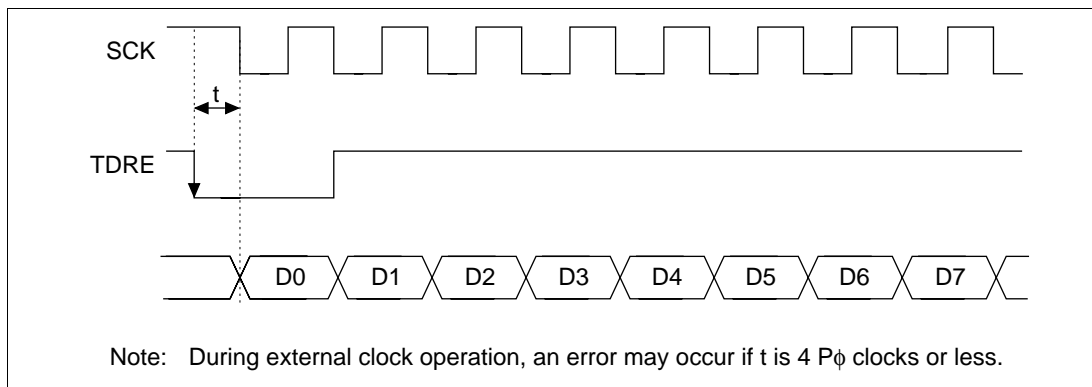 SCK
t
TDRE
D0 D1 D2 D3 D4 D5 D6 D7
Note: During external clock operation, an error may occur if t is 4 Pϕ clocks or less.